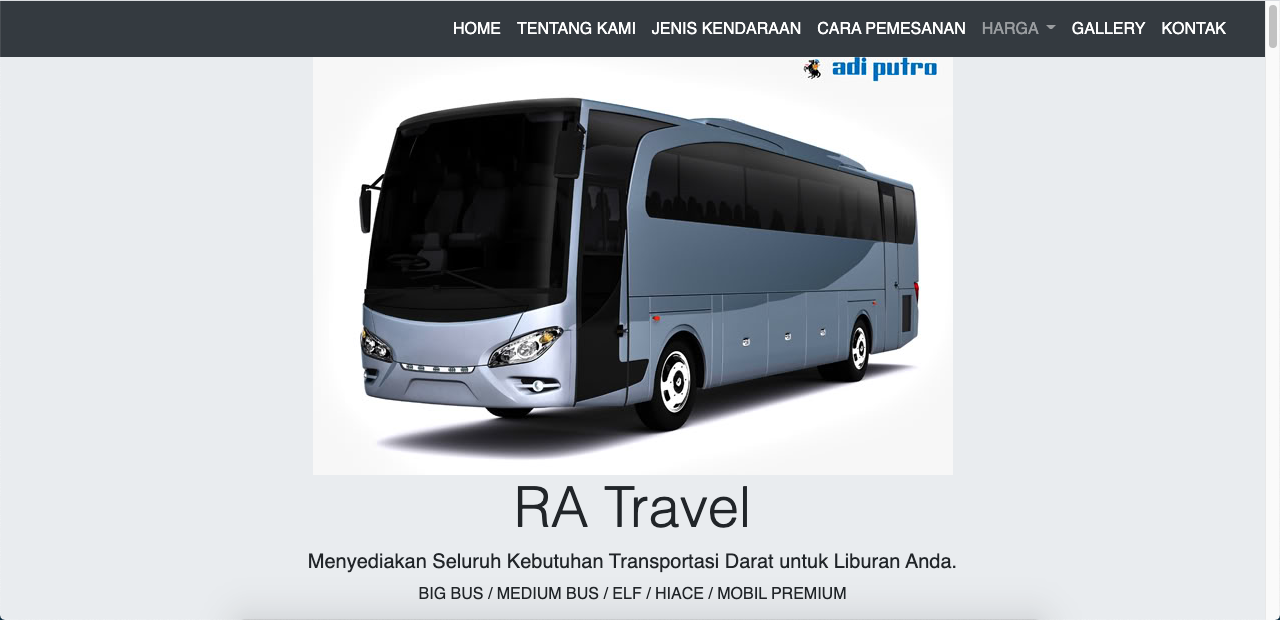 HOME TENTANG KAMI JENIS KENDARAAN CARA PEMESANAN HARGA GALLERY KONTAK
adi putro
RA Travel
Menyediakan Seluruh Kebutuhan Transportasi Darat untuk Liburan Anda.
BIG BUS / MEDIUM BUS / ELF / HIACE / MOBIL PREMIUM